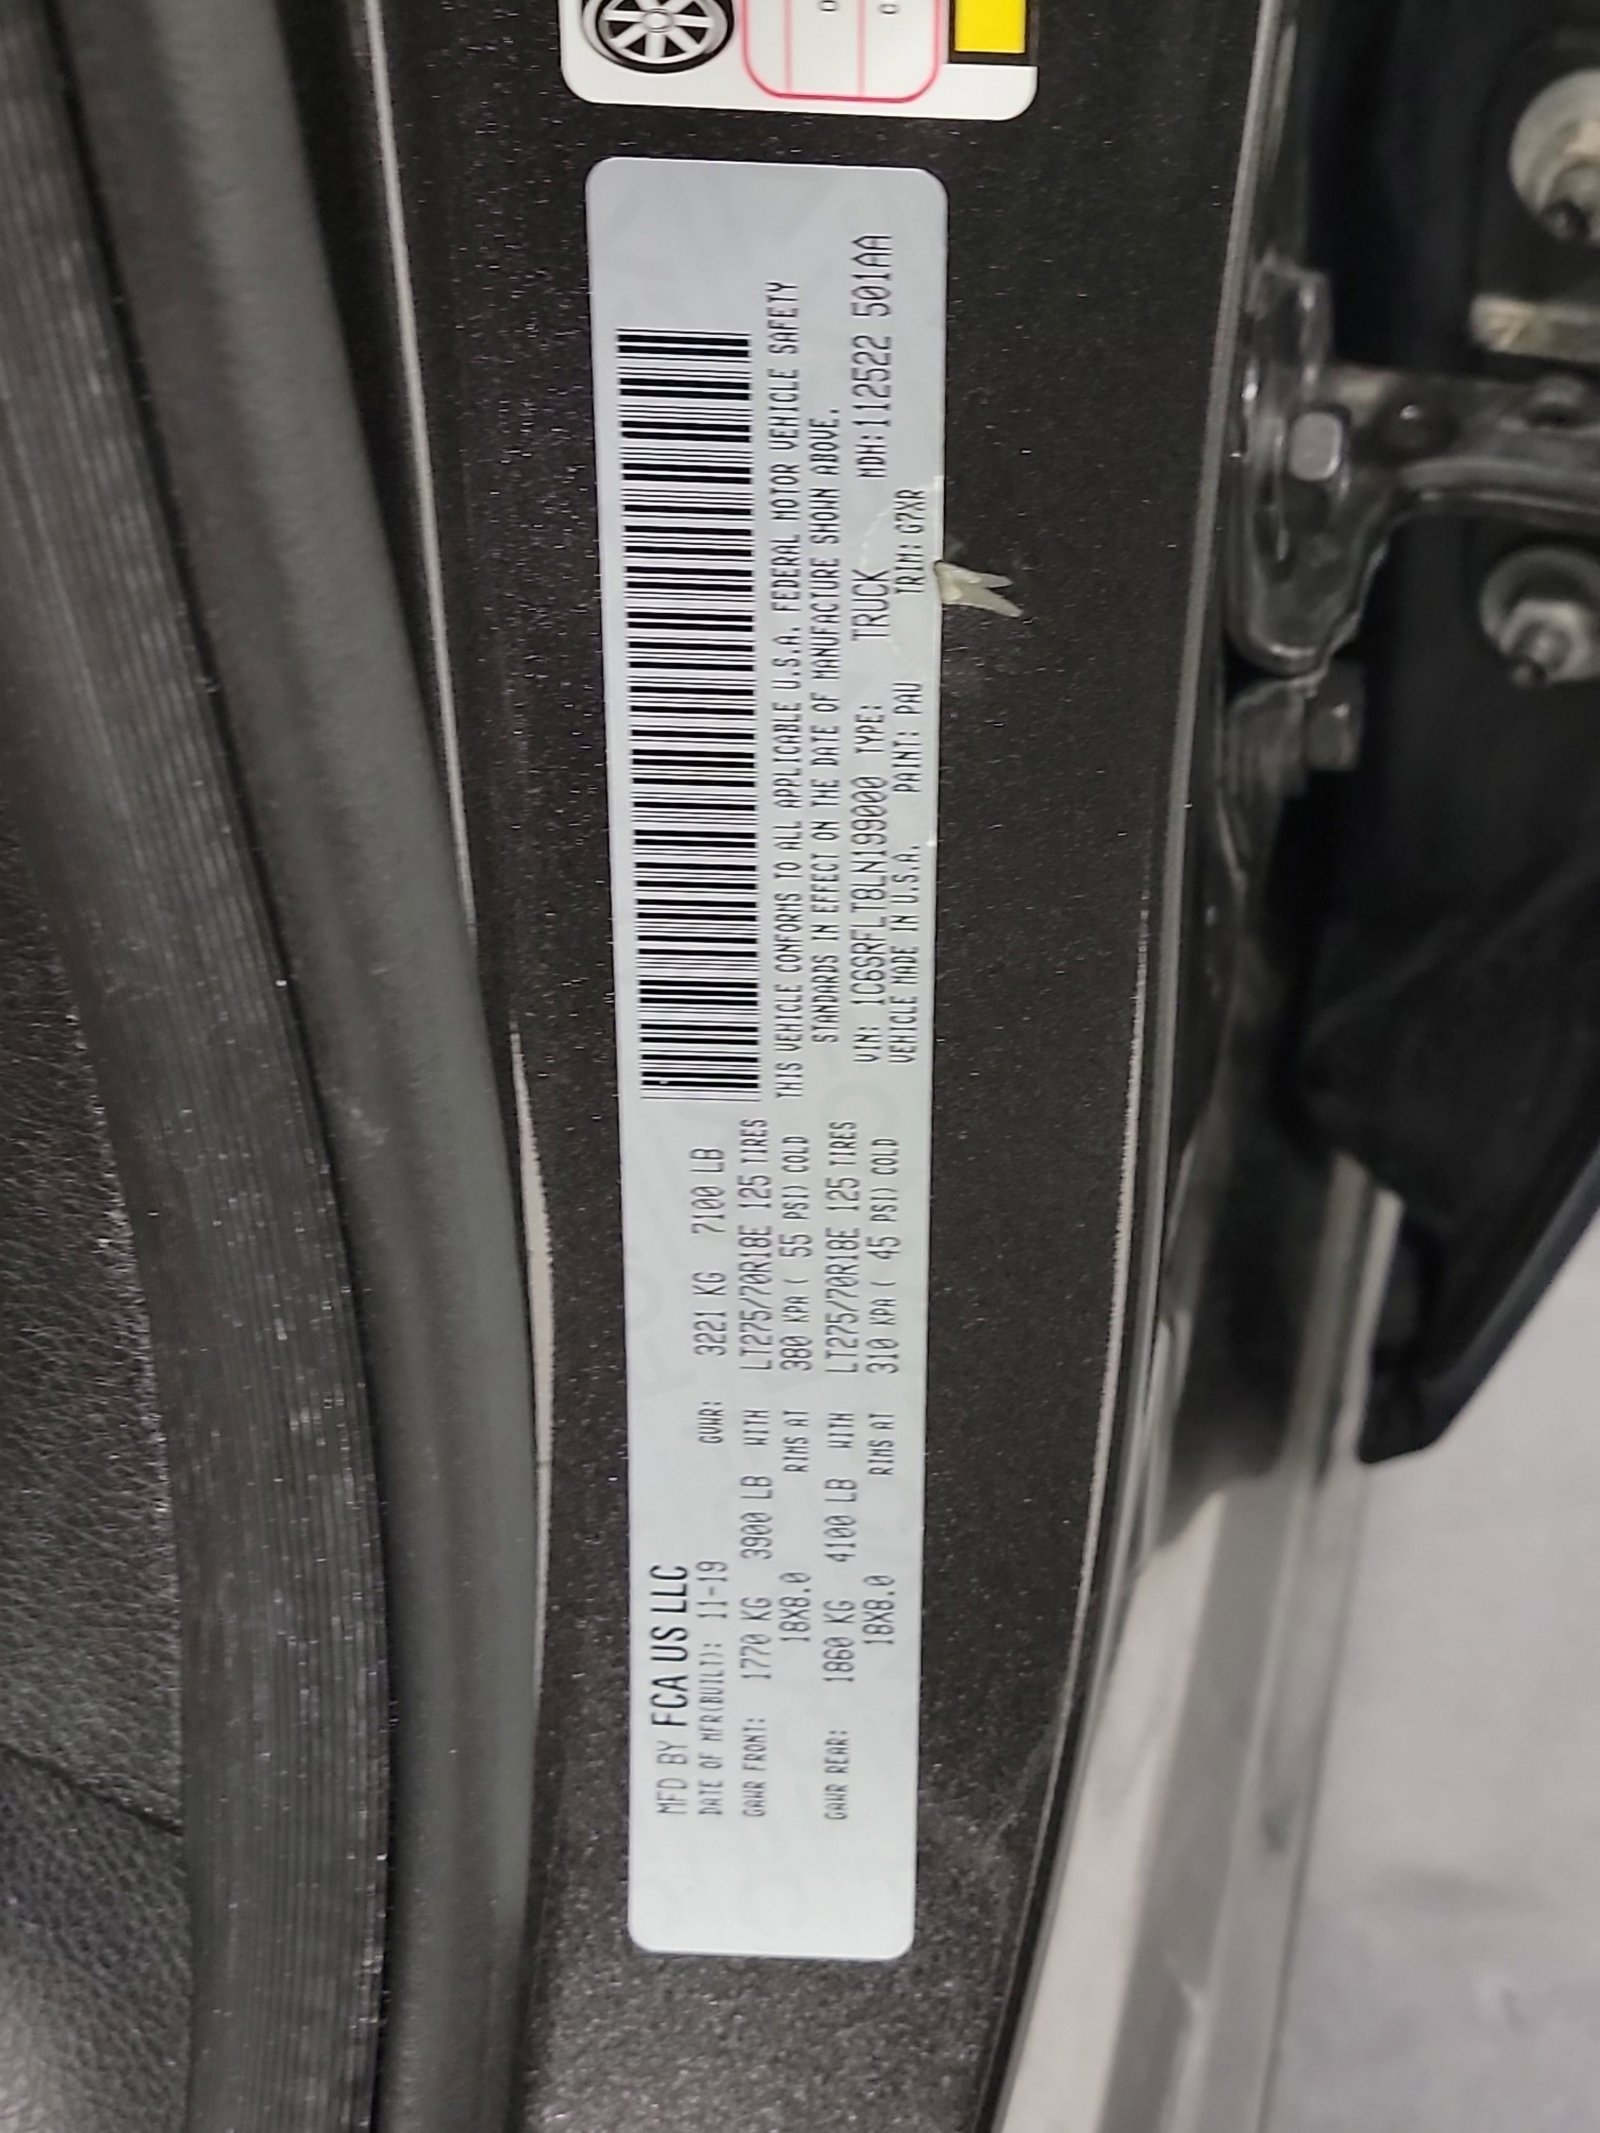 MFD BY FCA US LLC
DATE OF MFR(BUILT): 11-19 GVWR: 3221 KG 7100 LB
GAWR FRONT: 1770 KG 3900 LB WITH LT275/70R18E 125 TIRES
18X8.0 RIMS AT 380 KPA ( 55 PSI) COLD
GAWR REAR: 1860 KG 4100 LB WITH LT275/70R18E 125 TIRES
18X8.0 RIMS AT 310 KPA ( 45 PSI) COLD
THIS VEHICLE CONFORMS TO ALL APPLICABLE U.S.A. FEDERAL MOTOR VEHICLE SAFETY
STANDARDS IN EFFECT ON THE DATE OF MANUFACTURE SHOWN ABOVE.
VIN: 1C6SRFLT8LN199000 TYPE: TRUCK MDH:112522 501AA
VEHICLE MADE IN U.S.A. PAINT: PAU TRIM: G7XR